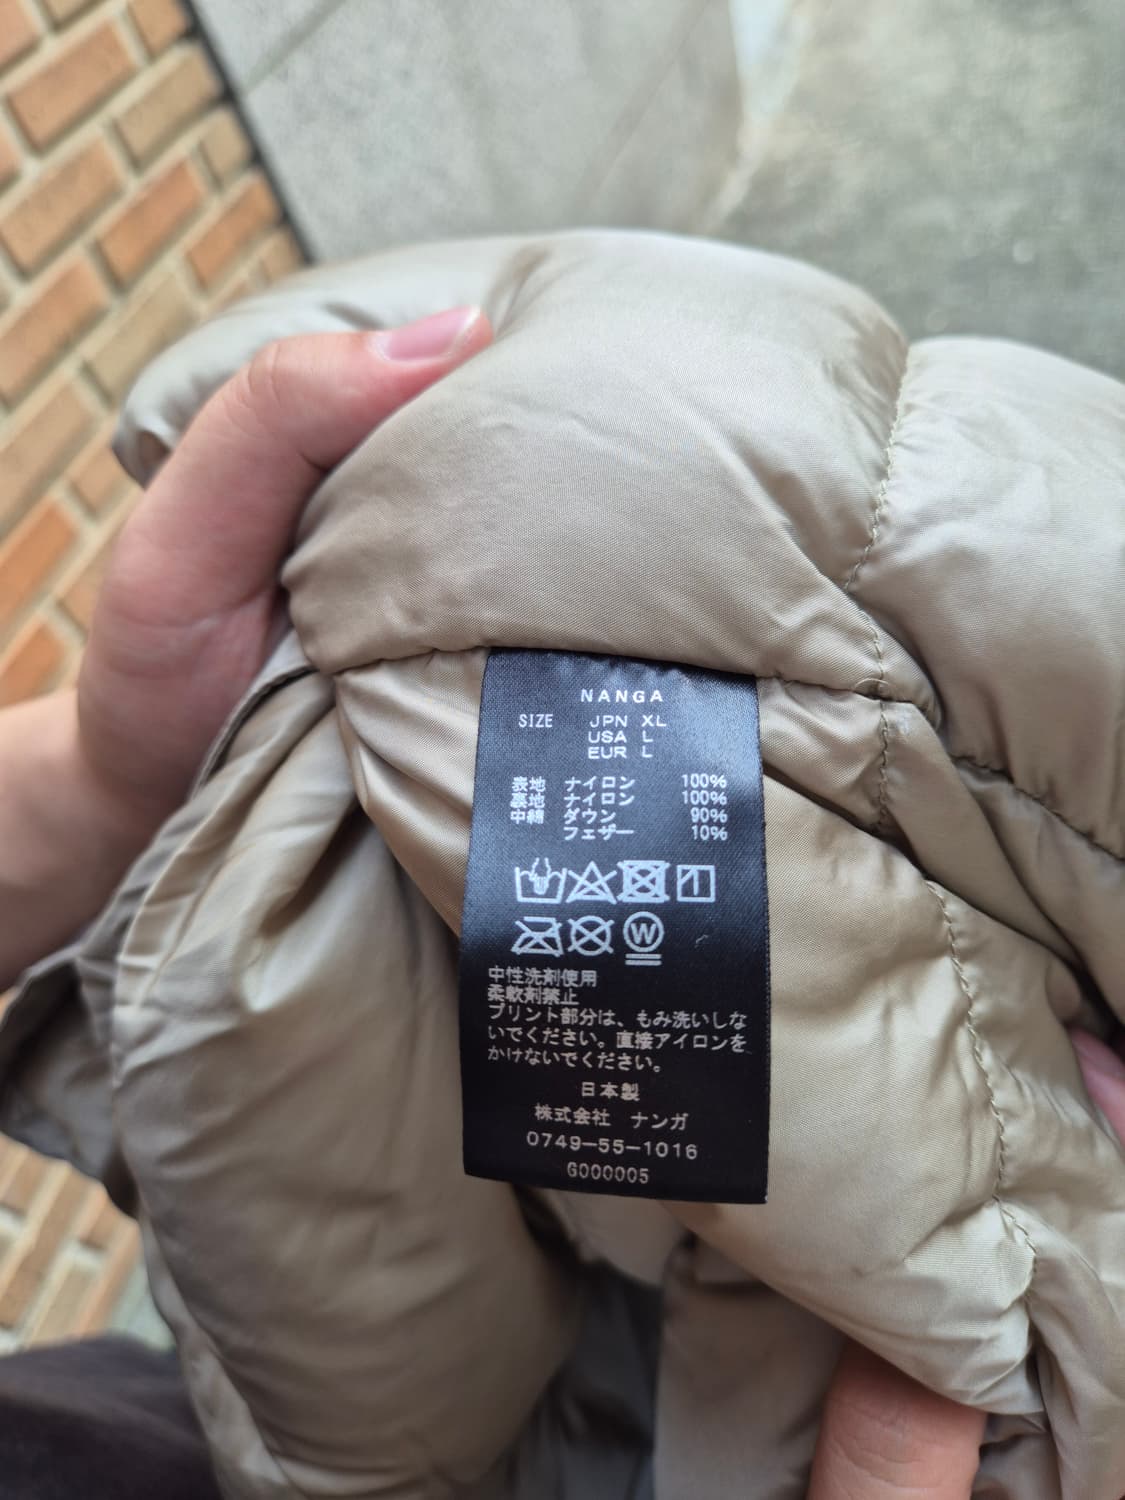 NANGA
SIZE JPN XL
USA L
EUR L
表地 ナイロン 100%
裏地 ナイロン 100%
中綿 ダウン 90%
フェザー 10%
W
中性洗剤使用
柔軟剤禁止
プリント部分は、もみ洗いしな
いでください。直接アイロンを
かけないでください。
日本製
株式会社 ナンガ
0749-55-1016
G000005